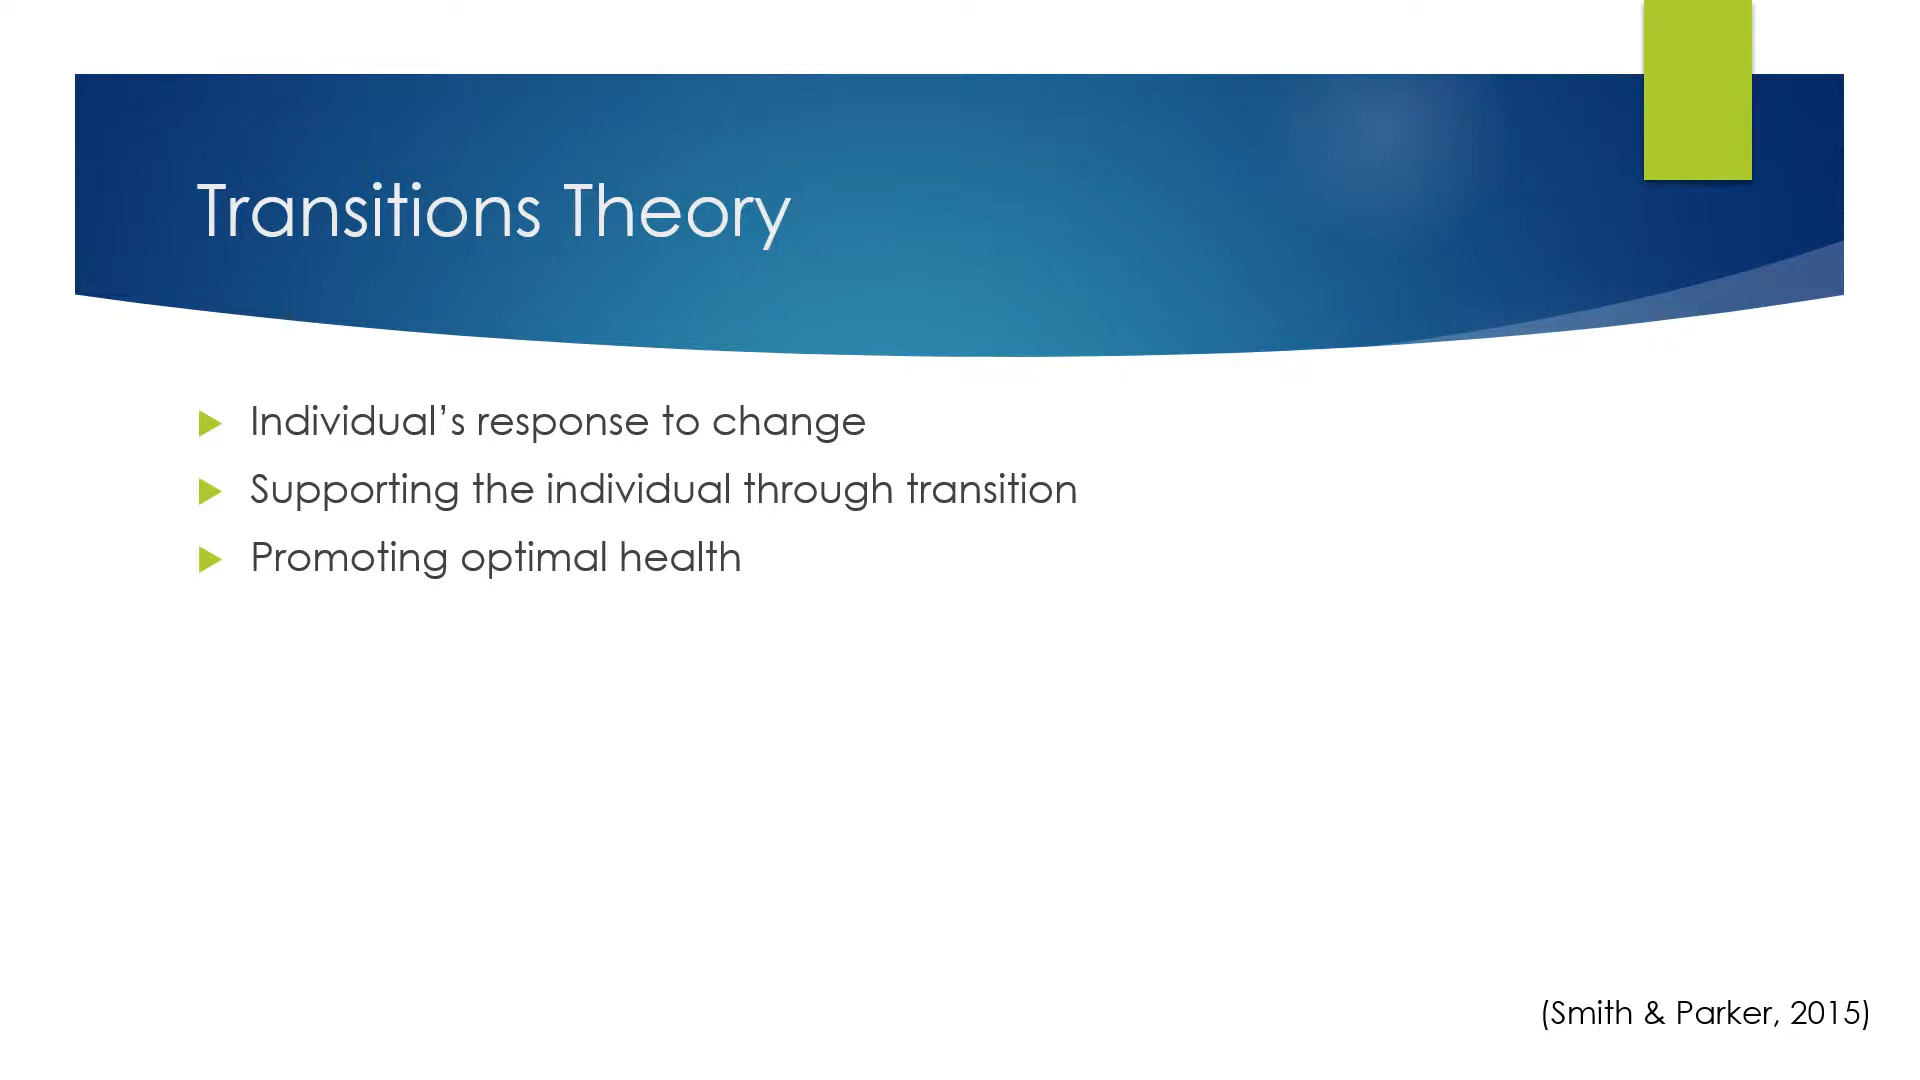 Transitions Theory
Individual’s response to change
Supporting the individual through transition
Promoting optimal health
(Smith & Parker, 2015)